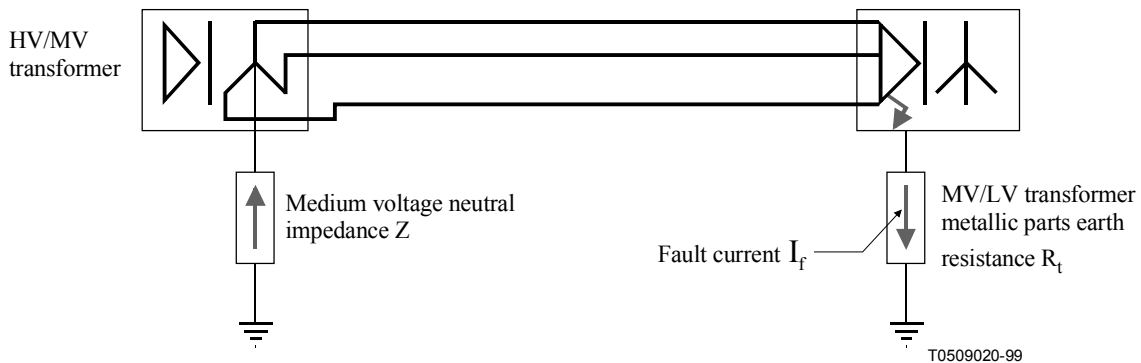 HV/MV
transformer
Medium voltage neutral
impedance Z
Fault current I_f
MV/LV transformer
metallic parts earth
resistance R_t
T0509020-99